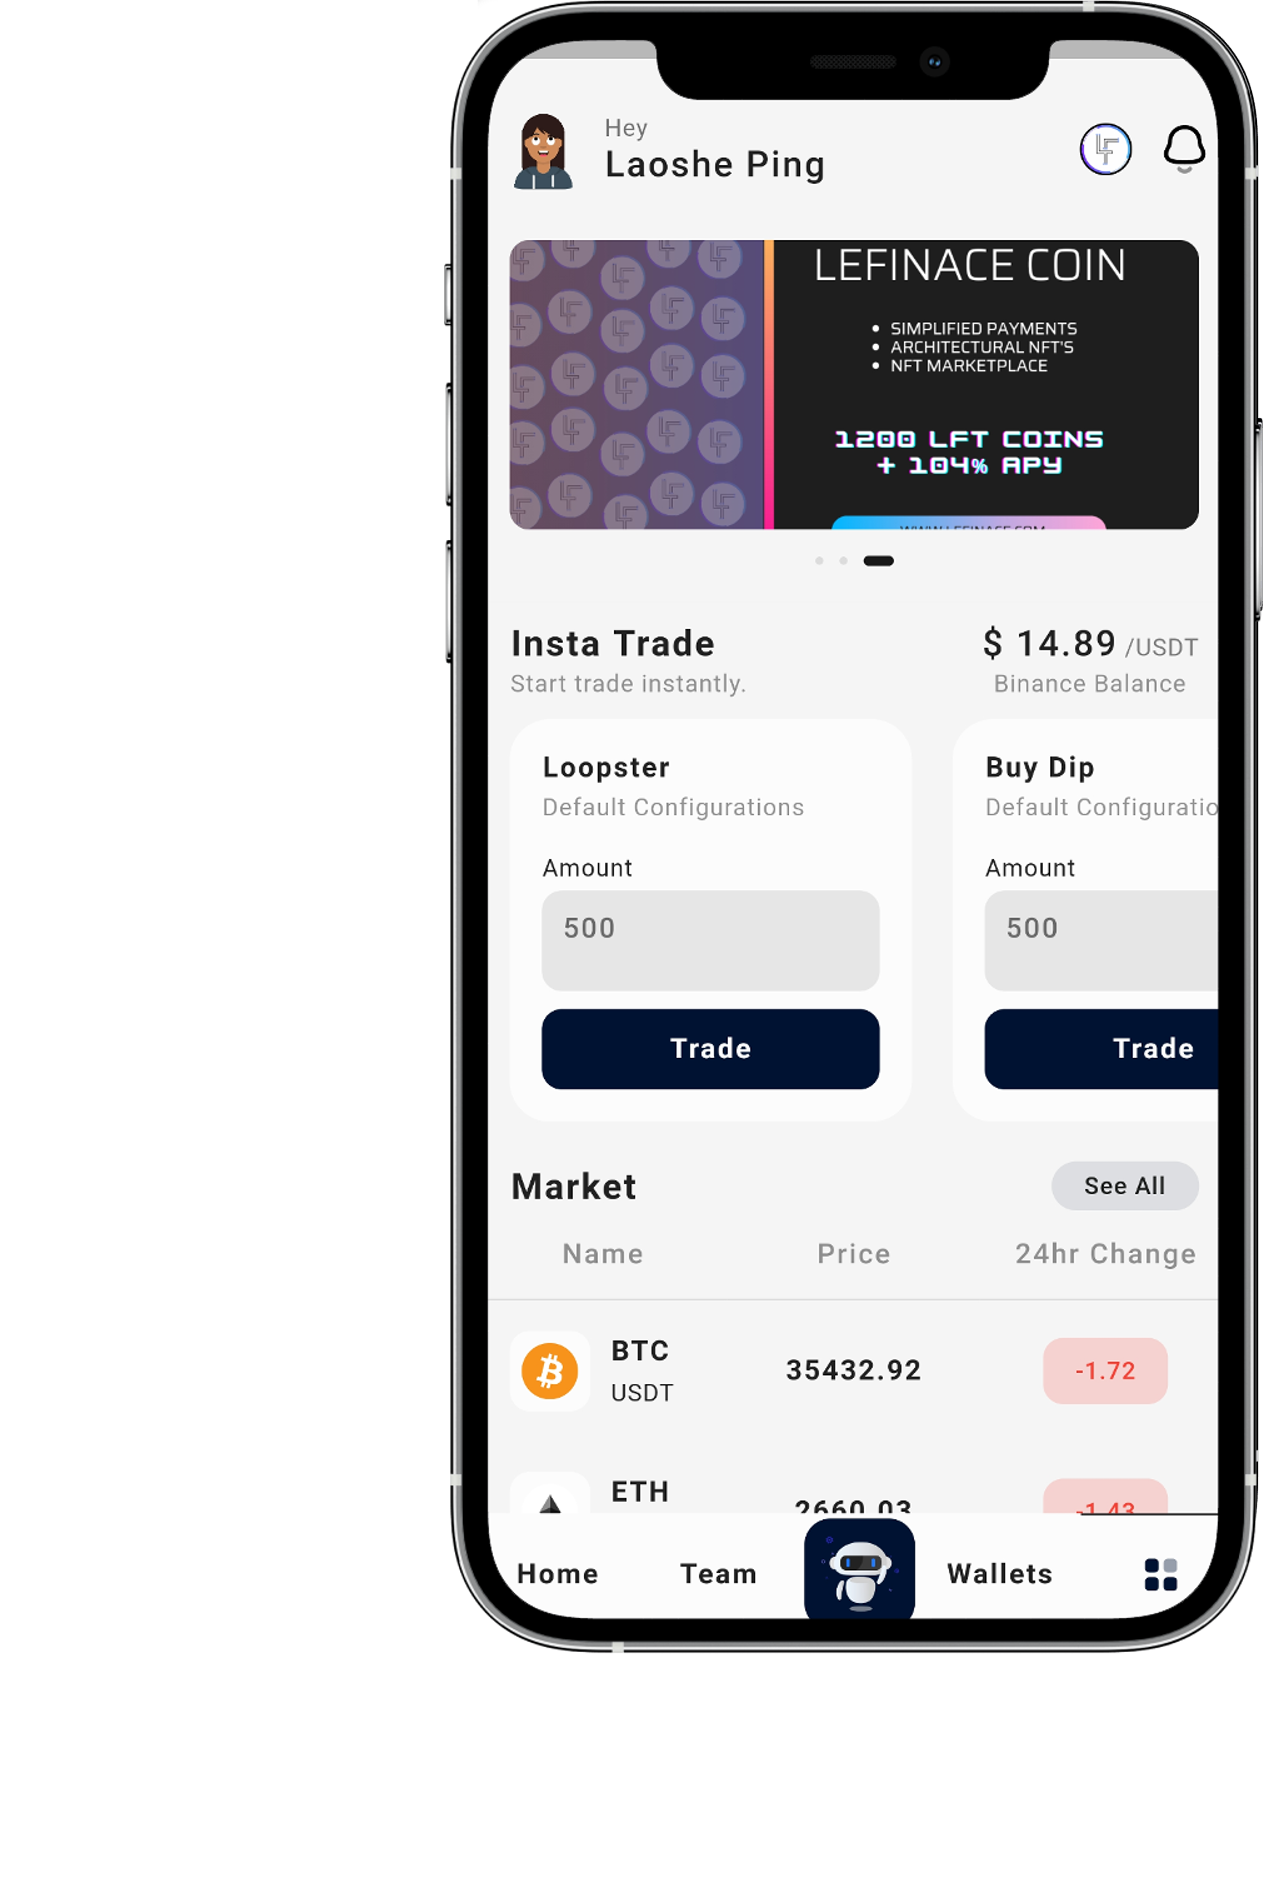 Hey
Laoshe Ping
LEFINACE COIN
• SIMPLIFIED PAYMENTS
• ARCHITECTURAL NFT'S
• NFT MARKETPLACE
1200 LFT COINS
+ 104% APY
Insta Trade
$ 14.89 /USDT
Start trade instantly.
Binance Balance
Loopster
Default Configurations
Amount
500
Trade
Buy Dip
Default Configuratio
Amount
500
Trade
Market
See All
Name Price 24hr Change
BTC
USDT
35432.92
-1.72
ETH
2660.03
-1.43
Home Team Wallets